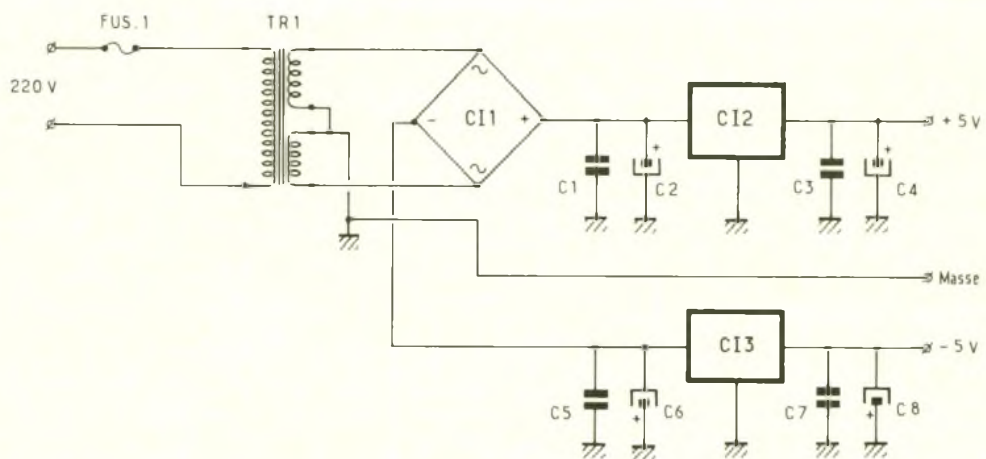 FUS.1
TR1
220 V
~
- CI1 +
~
CI2
+ 5 V
C1
+
C2
C3
+
C4
Masse
CI3
- 5 V
C5
+
C6
C7
+
C8